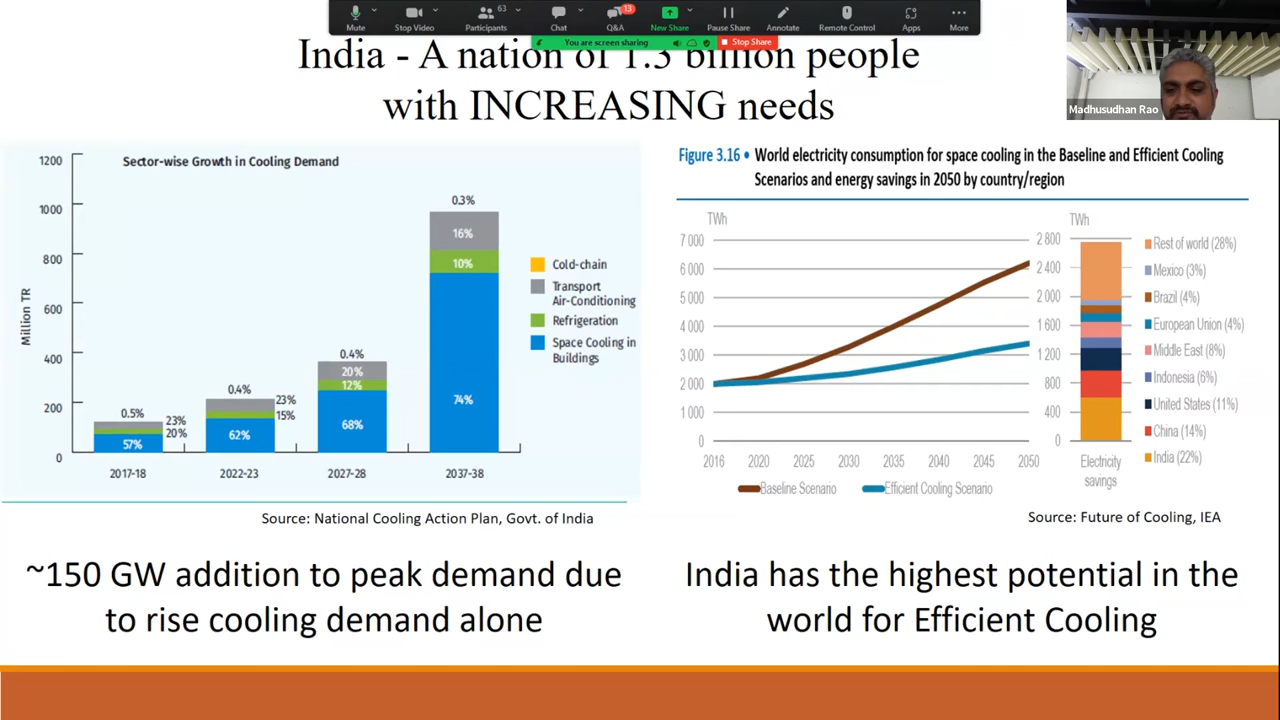 Mute
Stop Video
63
Participants
Chat
13
Q&A
New Share
Pause Share
Annotate
Remote Control
Apps
More
You are screen sharing
Stop Share
Madhusudhan Rao
India - A nation of 1.3 billion people
with INCREASING needs
Sector-wise Growth in Cooling Demand
Million TR
1200
1000
800
600
400
200
0
0.5%
23%
20%
57%
0.4%
23%
15%
62%
0.4%
20%
12%
68%
0.3%
16%
10%
74%
2017-18
2022-23
2027-28
2037-38
Cold-chain
Transport
Air-Conditioning
Refrigeration
Space Cooling in
Buildings
Source: National Cooling Action Plan, Govt. of India
Figure 3.16 • World electricity consumption for space cooling in the Baseline and Efficient Cooling
Scenarios and energy savings in 2050 by country/region
TWh
7 000
6 000
5 000
4 000
3 000
2 000
1 000
0
2016
2020
2025
2030
2035
2040
2045
2050
Baseline Scenario
Efficient Cooling Scenario
TWh
2 800
2 400
2 000
1 600
1 200
800
400
0
Electricity
savings
Rest of world (28%)
Mexico (3%)
Brazil (4%)
European Union (4%)
Middle East (8%)
Indonesia (6%)
United States (11%)
China (14%)
India (22%)
Source: Future of Cooling, IEA
~150 GW addition to peak demand due
to rise cooling demand alone
India has the highest potential in the
world for Efficient Cooling